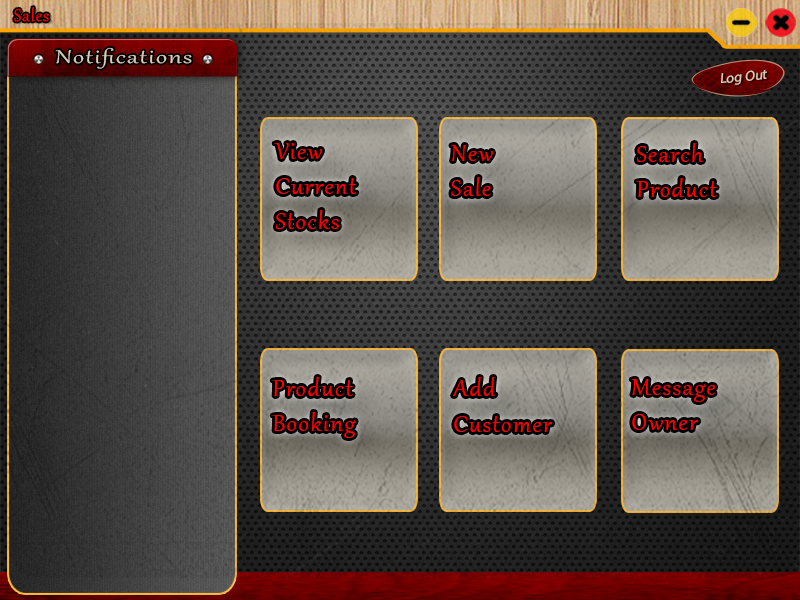 Sales
Notifications
Log Out
View
Current
Stocks
New
Sale
Search
Product
Product
Booking
Add
Customer
Message
Owner